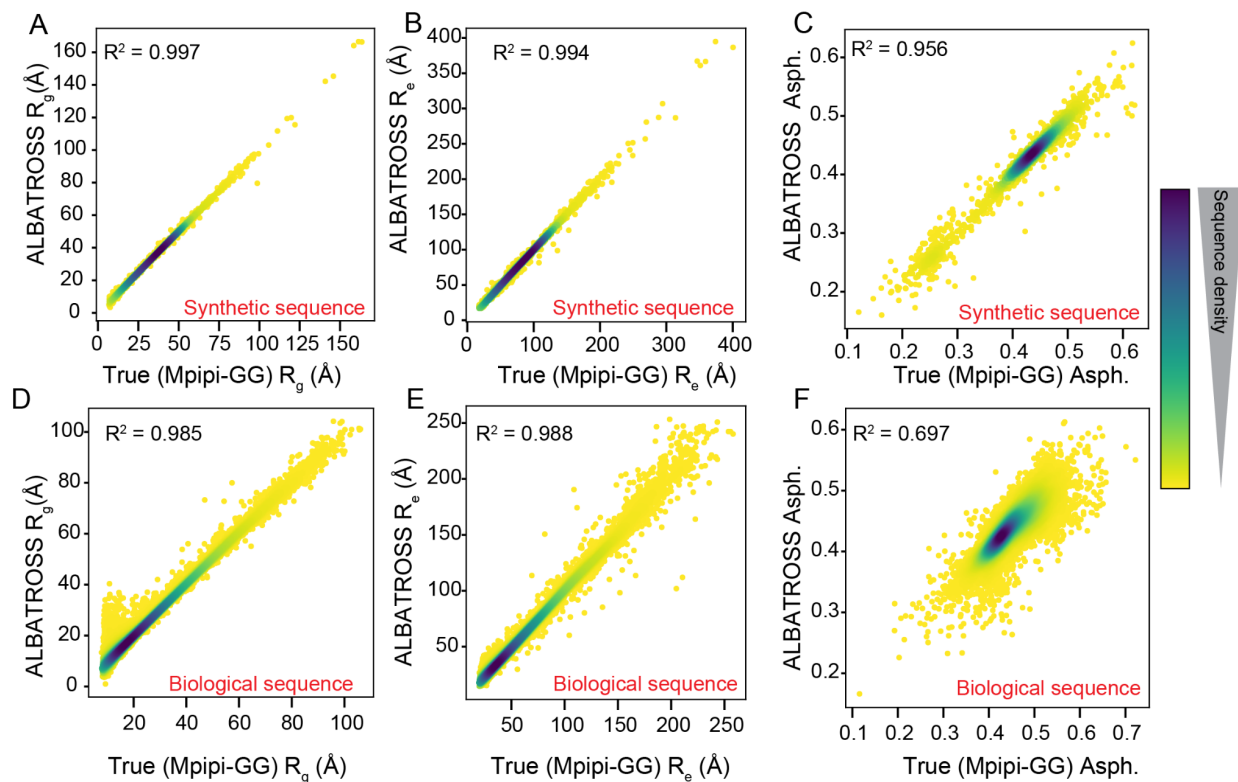 A
R² = 0.997
ALBATROSS R_g(Å)
160
140
120
100
80
60
40
20
0
0
25
50
75
100
125
150
Synthetic sequence
True (Mpipi-GG) R_g (Å)
B
R² = 0.994
ALBATROSS R_e (Å)
400
350
300
250
200
150
100
50
0
0
100
200
300
400
Synthetic sequence
True (Mpipi-GG) R_e (Å)
C
R² = 0.956
ALBATROSS Asph.
0.6
0.5
0.4
0.3
0.2
0.1
0.2
0.3
0.4
0.5
0.6
Synthetic sequence
True (Mpipi-GG) Asph.
Sequence density
D
R² = 0.985
ALBATROSS R_g(Å)
100
80
60
40
20
0
20
40
60
80
100
Biological sequence
True (Mpipi-GG) R_g (Å)
E
R² = 0.988
ALBATROSS R_e (Å)
250
200
150
100
50
50
100
150
200
250
Biological sequence
True (Mpipi-GG) R_e (Å)
F
R² = 0.697
ALBATROSS Asph.
0.6
0.5
0.4
0.3
0.2
0.1
0.2
0.3
0.4
0.5
0.6
0.7
Biological sequence
True (Mpipi-GG) Asph.